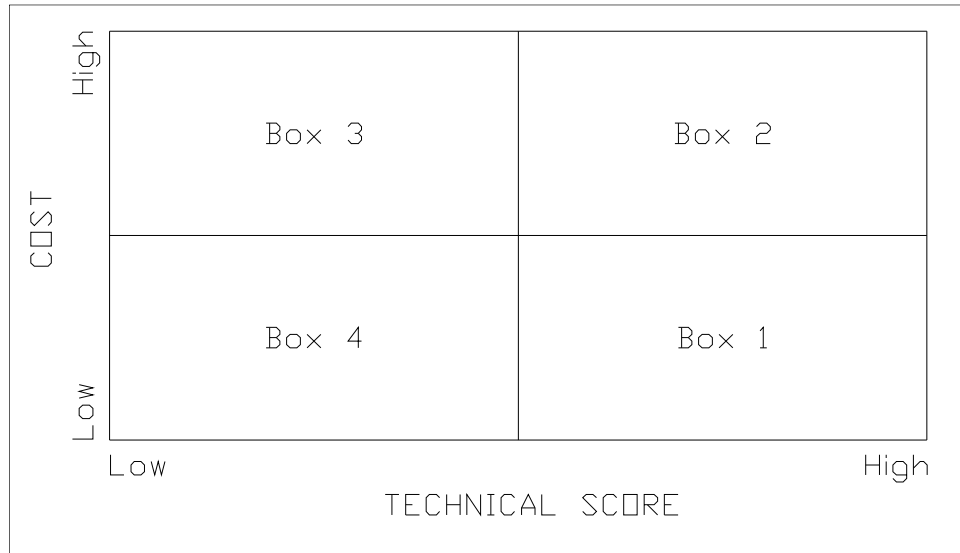 High
Box 3
Box 2
COST
Box 4
Box 1
Low
Low
High
TECHNICAL SCORE